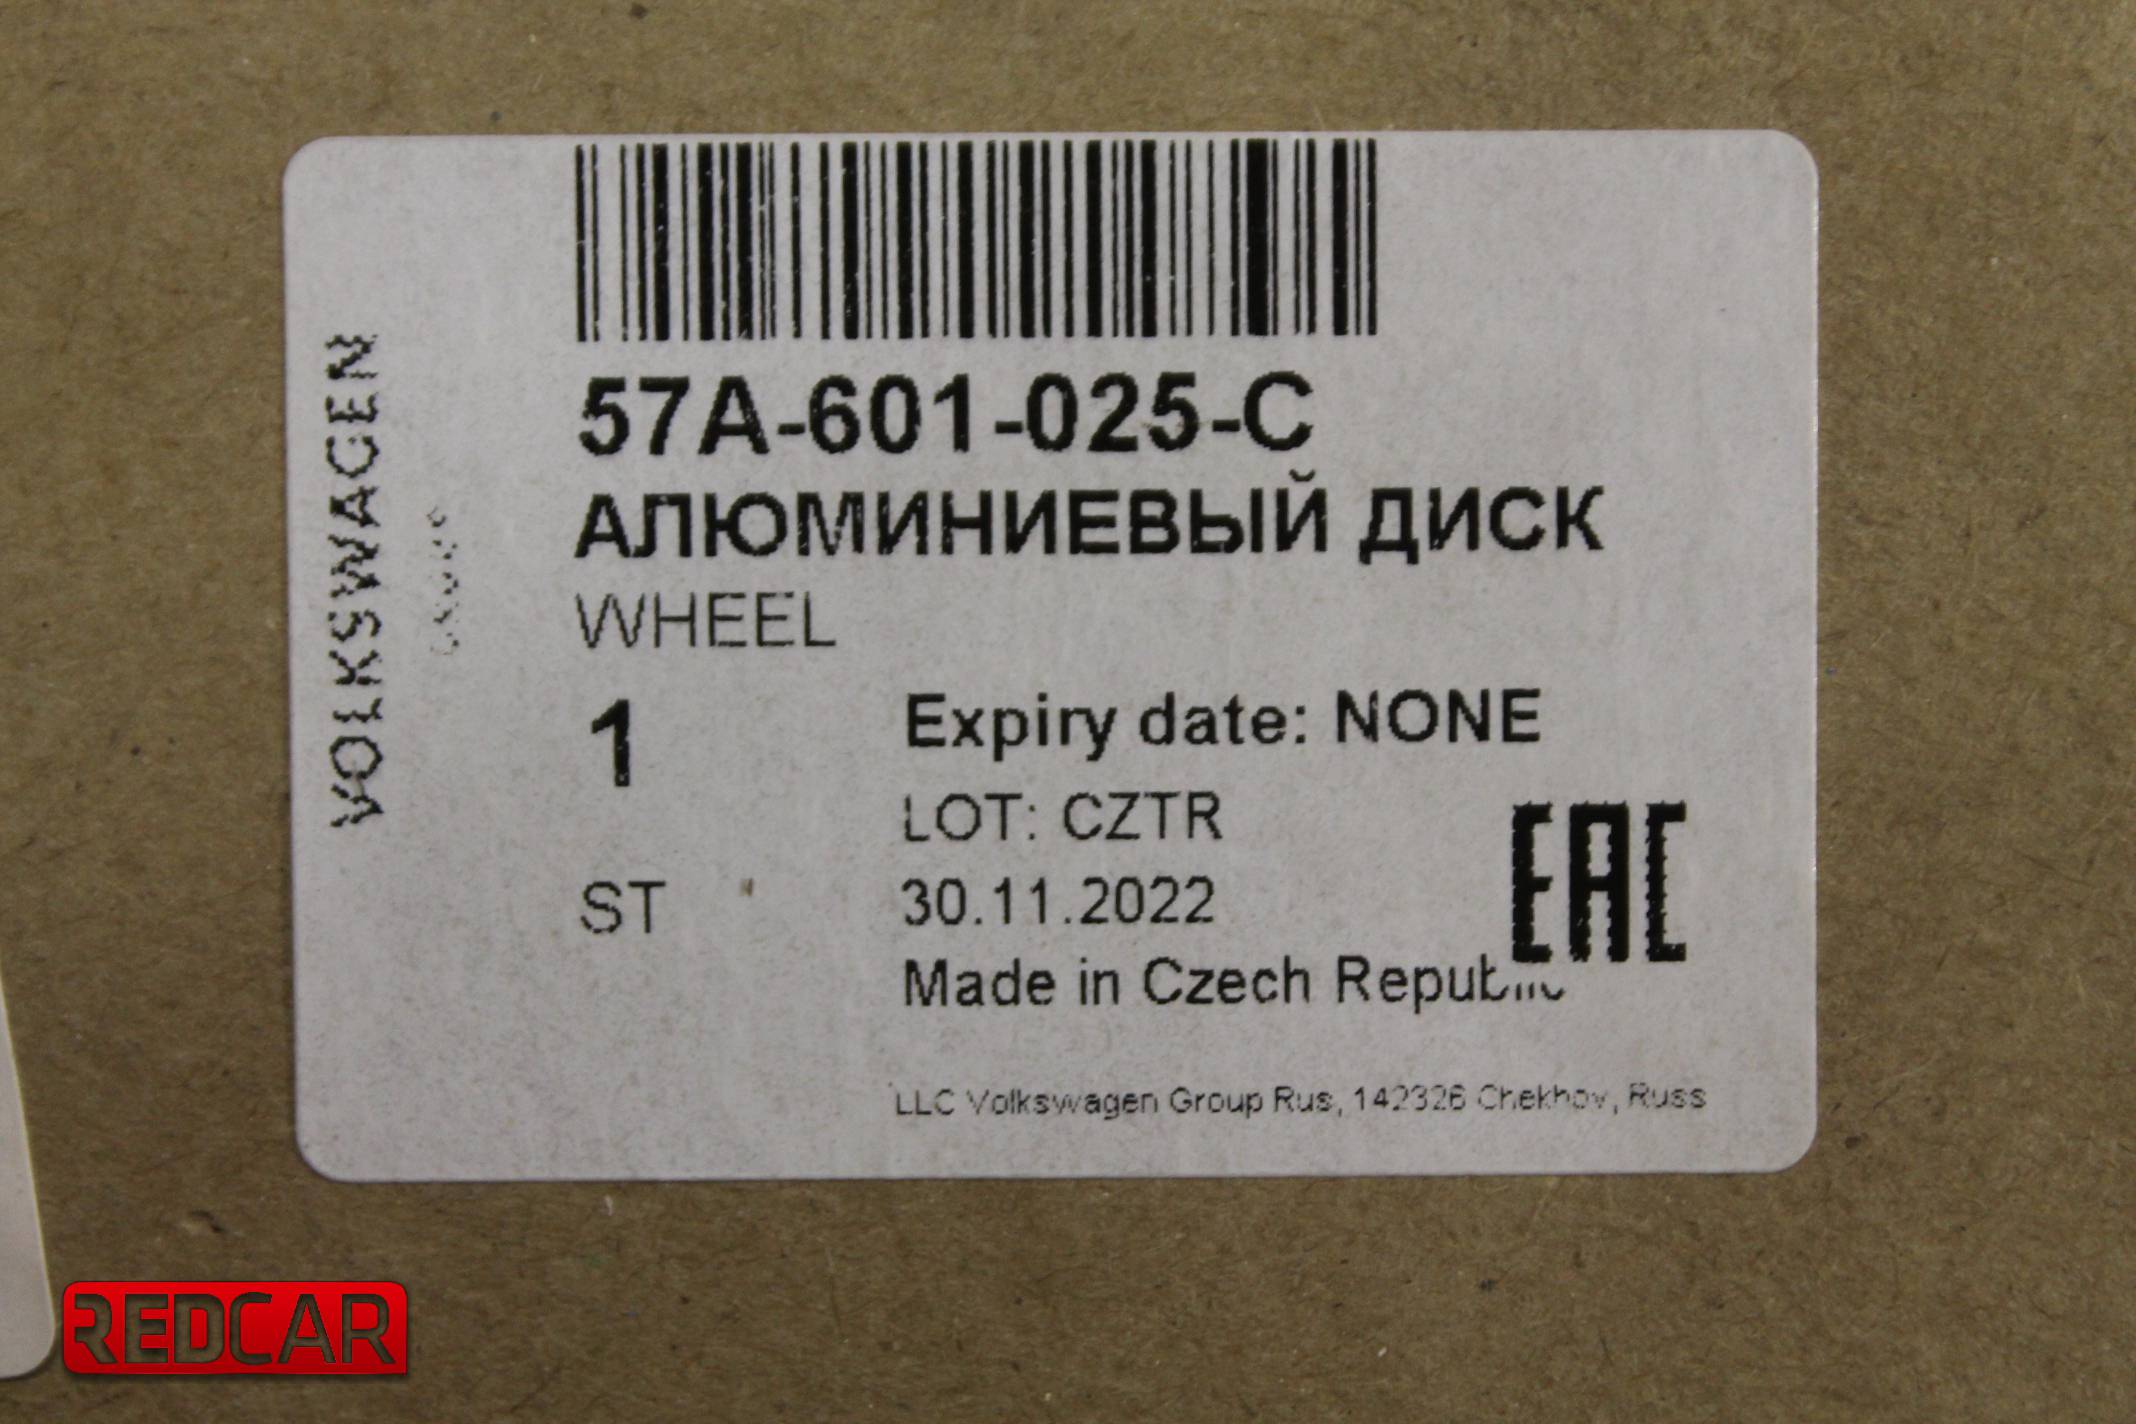 VOLKSWAGEN
57A-601-025-C
АЛЮМИНИЕВЫЙ ДИСК
WHEEL
1
Expiry date: NONE
LOT: CZTR
ST
30.11.2022
EAC
Made in Czech Republic
LLC Volkswagen Group Rus, 142326 Chekhov, Russ
REDCAR